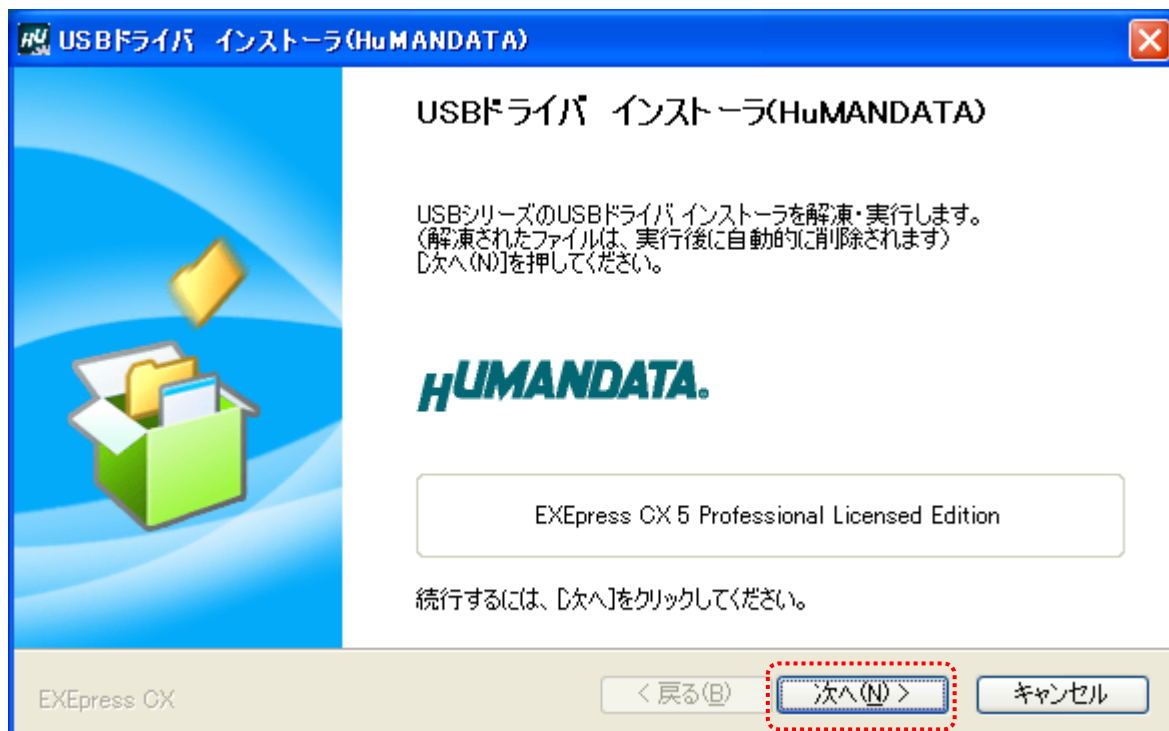 USBドライバ　インストーラ(HuMANDATA)
USBドライバ　インストーラ(HuMANDATA)
USBシリーズのUSBドライバ インストーラを解凍・実行します。
(解凍されたファイルは、実行後に自動的に削除されます)
[次へ(N)]を押してください。
HUMANDATA®
EXEpress CX 5 Professional Licensed Edition
続行するには、[次へ]をクリックしてください。
EXEpress CX
< 戻る(B)
次へ(N) >
キャンセル